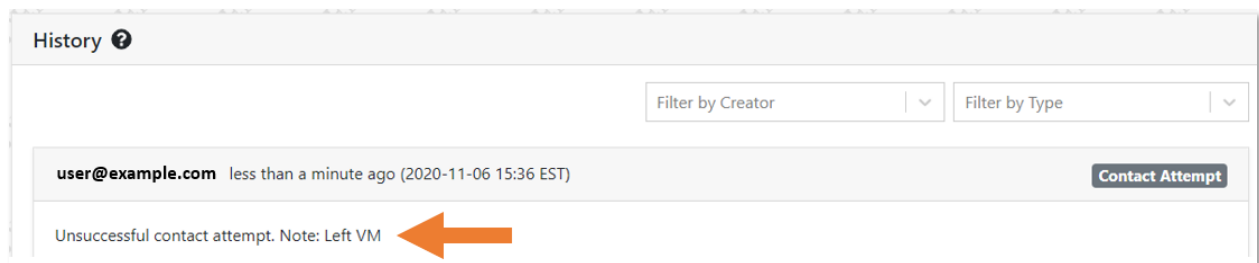 History ?
Filter by Creator
Filter by Type
user@example.com less than a minute ago (2020-11-06 15:36 EST)
Contact Attempt
Unsuccessful contact attempt. Note: Left VM